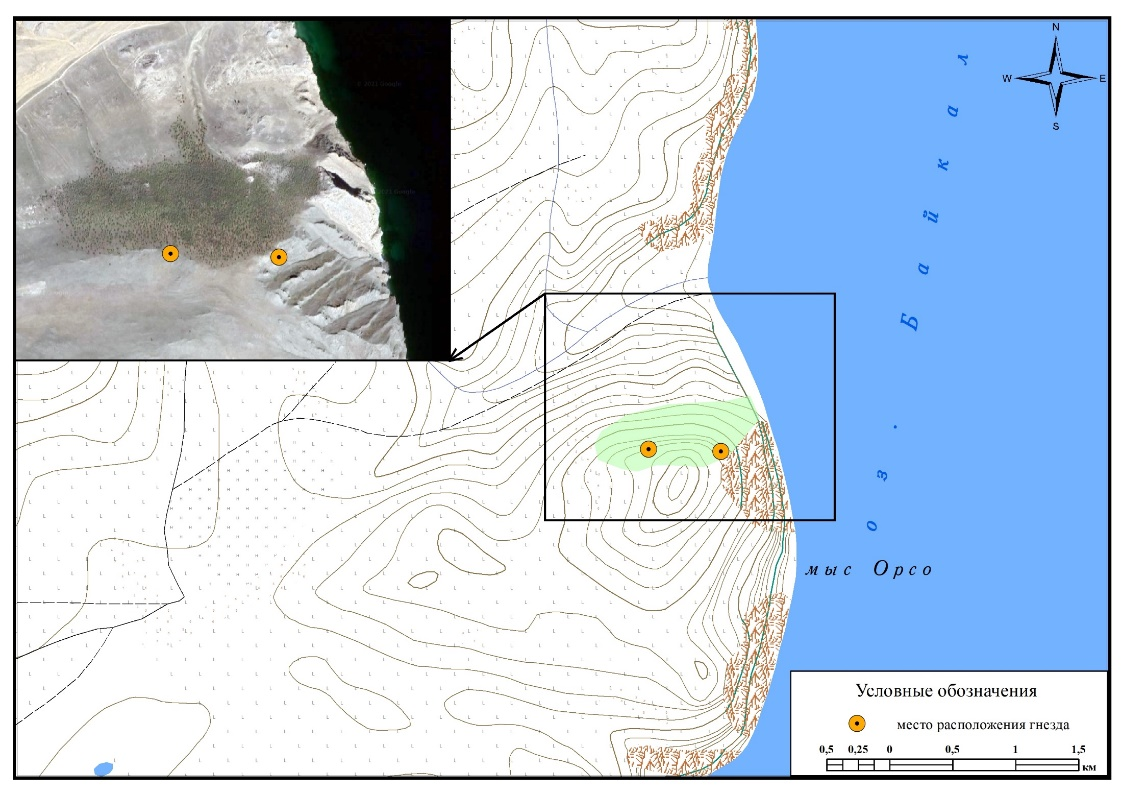 N
W E
S
оз. Байкал
мыс Орсо
Условные обозначения
место расположения гнезда
0,5 0,25 0 0,5 1 1,5
км